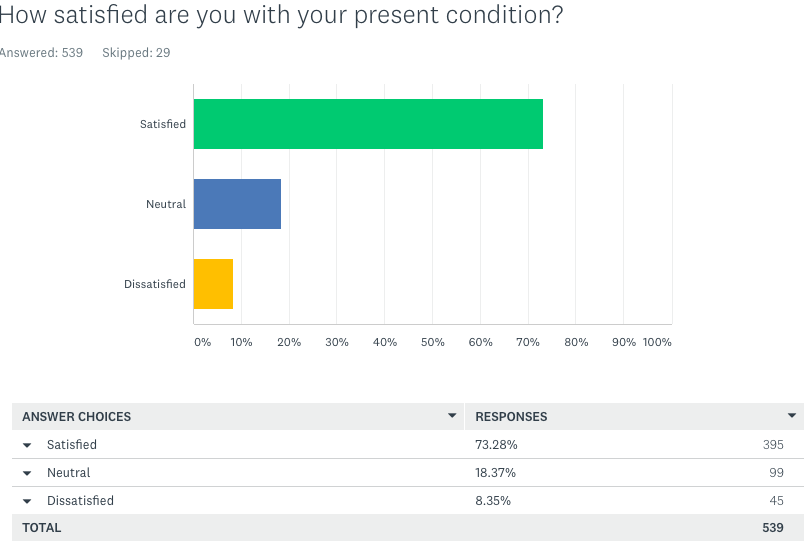 How satisfied are you with your present condition?
Answered: 539 Skipped: 29
Satisfied
Neutral
Dissatisfied
0% 10% 20% 30% 40% 50% 60% 70% 80% 90% 100%
ANSWER CHOICES RESPONSES
Satisfied 73.28% 395
Neutral 18.37% 99
Dissatisfied 8.35% 45
TOTAL 539